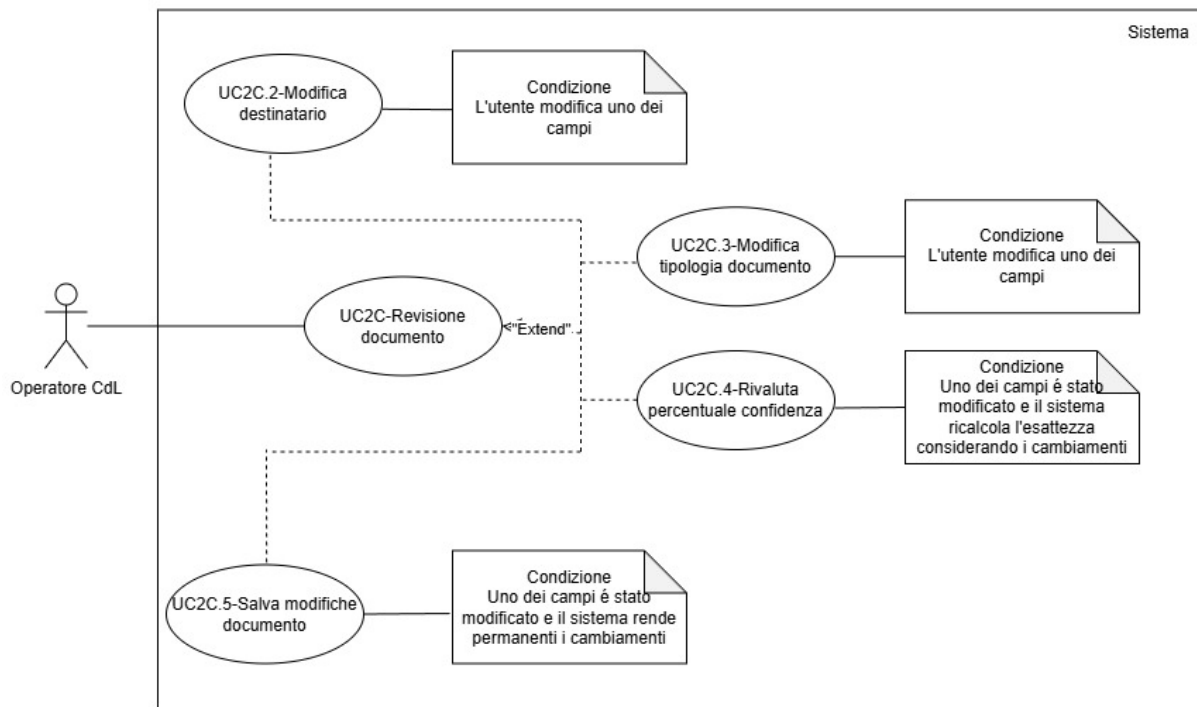 Sistema
UC2C.2-Modifica
destinatario
Condizione
L'utente modifica uno dei
campi
UC2C.3-Modifica
tipologia documento
Condizione
L'utente modifica uno dei
campi
Operatore CdL
UC2C-Revisione
documento
"Extend"
UC2C.4-Rivaluta
percentuale confidenza
Condizione
Uno dei campi é stato
modificato e il sistema
ricalcola l'esattezza
considerando i cambiamenti
UC2C.5-Salva modifiche
documento
Condizione
Uno dei campi é stato
modificato e il sistema rende
permanenti i cambiamenti